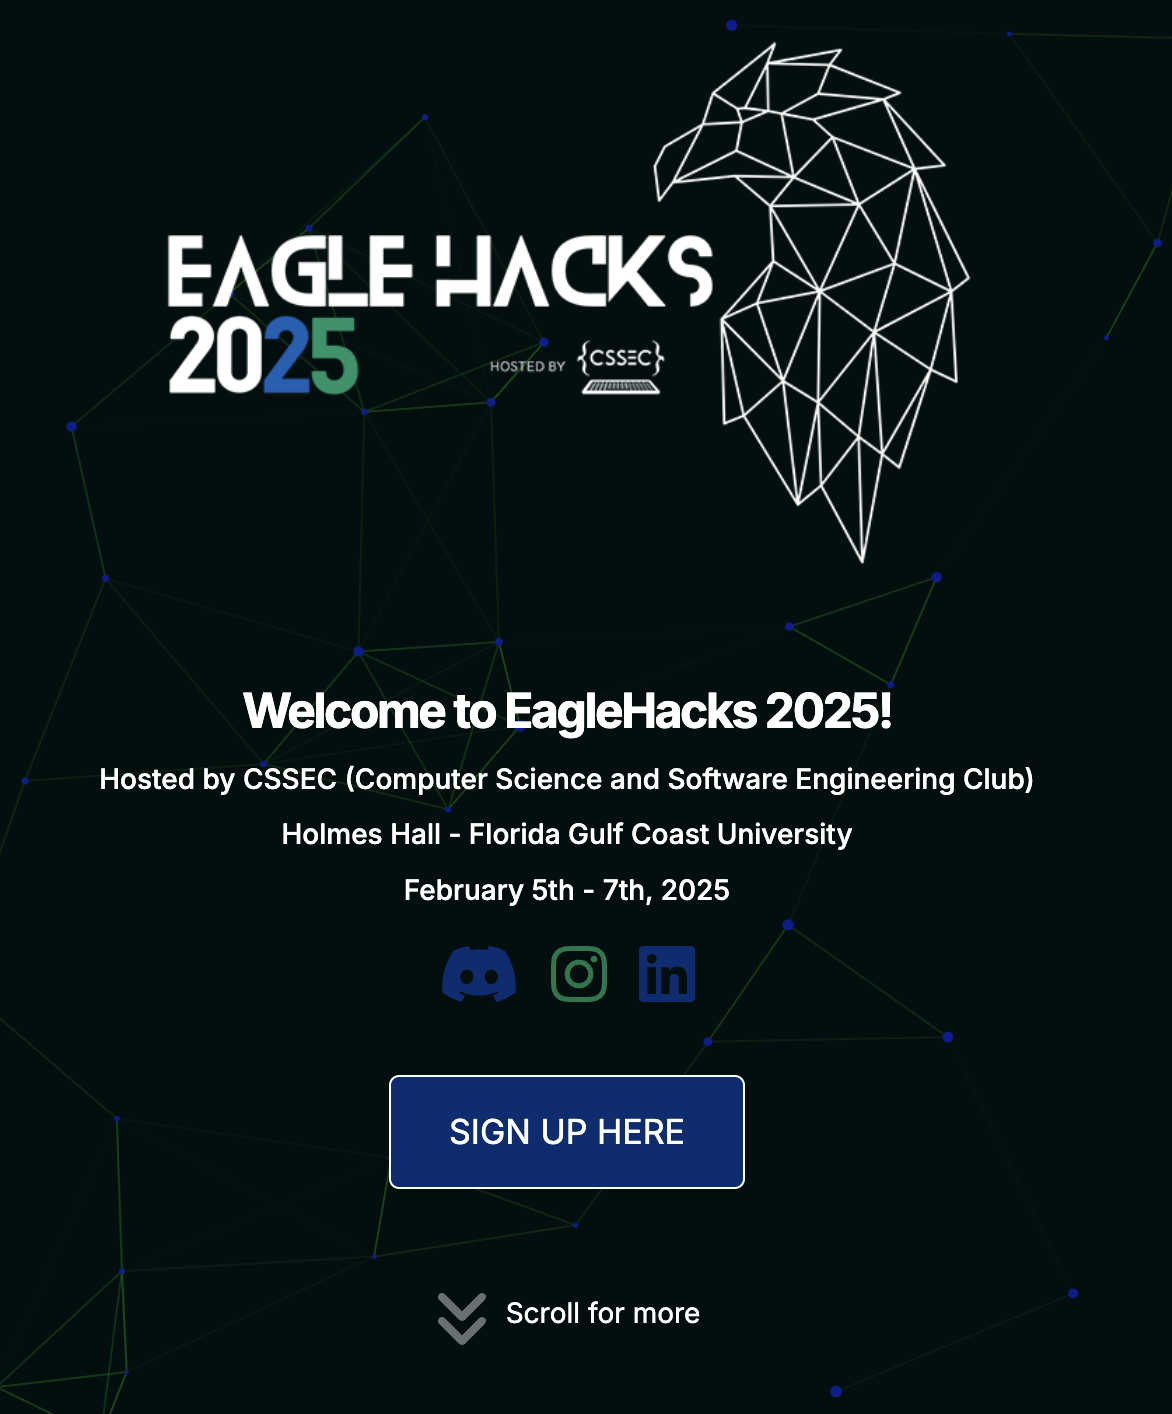 EAGLE HACKS
2025
HOSTED BY {CSSEC}
Welcome to EagleHacks 2025!
Hosted by CSSEC (Computer Science and Software Engineering Club)
Holmes Hall - Florida Gulf Coast University
February 5th - 7th, 2025
in
SIGN UP HERE
Scroll for more